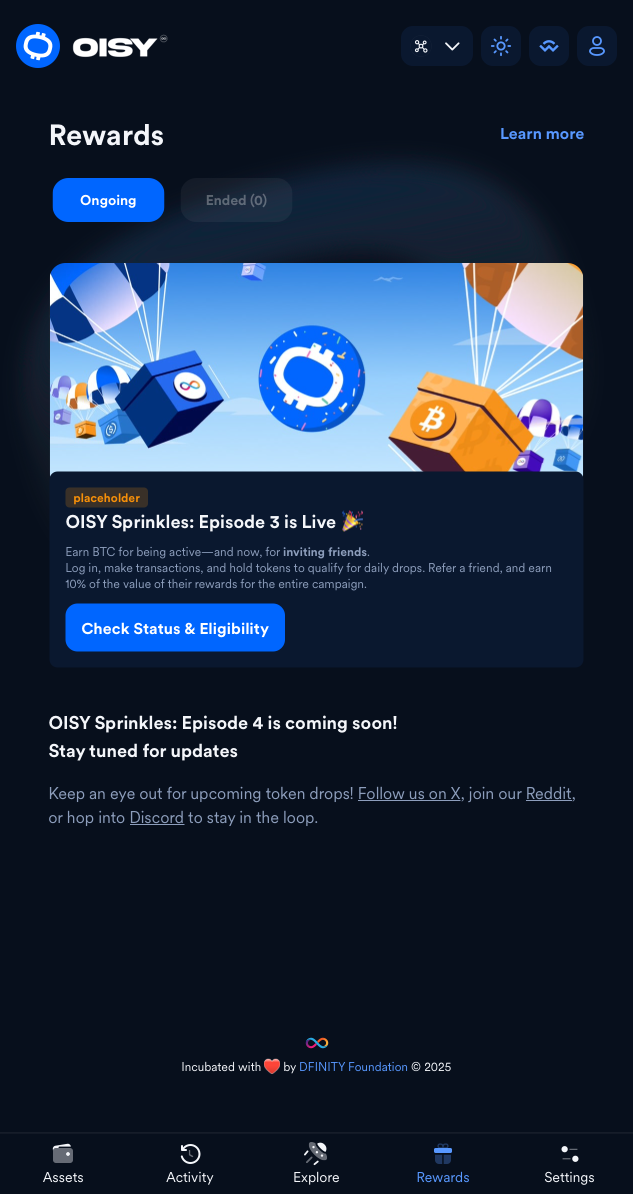 OISY
Rewards
Learn more
Ongoing
Ended (0)
placeholder
OISY Sprinkles: Episode 3 is Live 🎉
Earn BTC for being active—and now, for inviting friends.
Log in, make transactions, and hold tokens to qualify for daily drops. Refer a friend, and earn
10% of the value of their rewards for the entire campaign.
Check Status & Eligibility
OISY Sprinkles: Episode 4 is coming soon!
Stay tuned for updates
Keep an eye out for upcoming token drops! Follow us on X, join our Reddit,
or hop into Discord to stay in the loop.
Incubated with ❤️ by DFINITY Foundation © 2025
Assets
Activity
Explore
Rewards
Settings